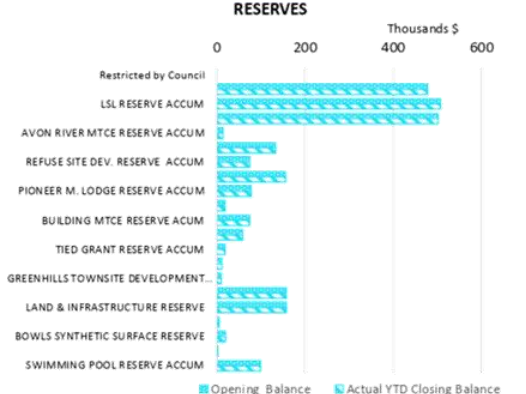 RESERVES
Thousands $
0 200 400 600
Restricted by Council
LSL RESERVE ACCUM
AVON RIVER MTCE RESERVE ACCUM
REFUSE SITE DEV. RESERVE ACCUM
PIONEER M. LODGE RESERVE ACCUM
BUILDING MTCE RESERVE ACUM
TIED GRANT RESERVE ACCUM
GREENHILLS TOWNSITE DEVELOPMENT...
LAND & INFRASTRUCTURE RESERVE
BOWLS SYNTHETIC SURFACE RESERVE
SWIMMING POOL RESERVE ACCUM
Opening Balance Actual YTD Closing Balance